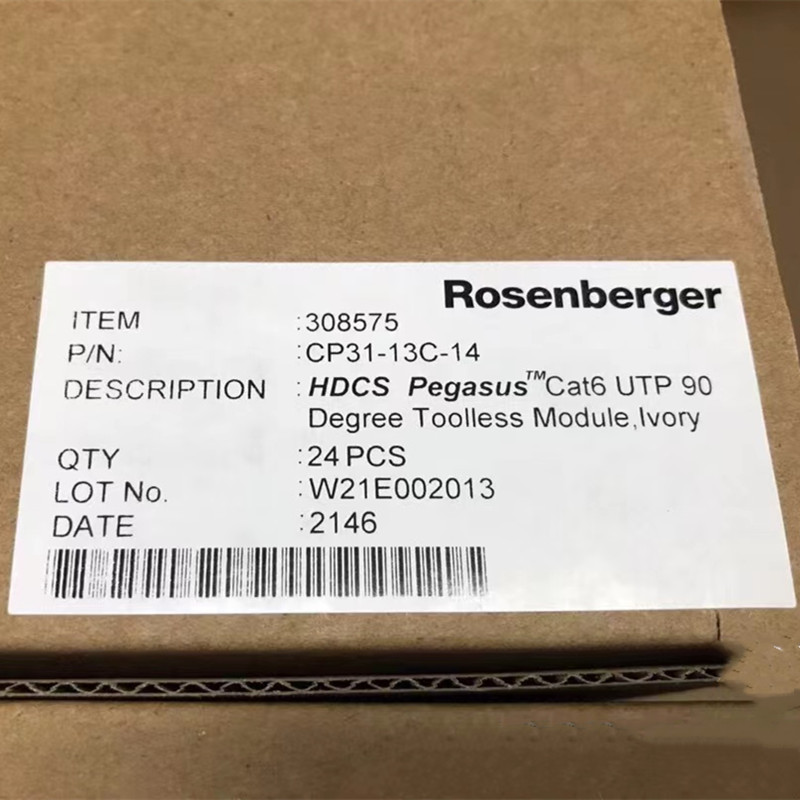 Rosenberger
ITEM :308575
P/N: :CP31-13C-14
DESCRIPTION :HDCS Pegasus™Cat6 UTP 90
Degree Toolless Module,Ivory
QTY :24 PCS
LOT No. :W21E002013
DATE :2146